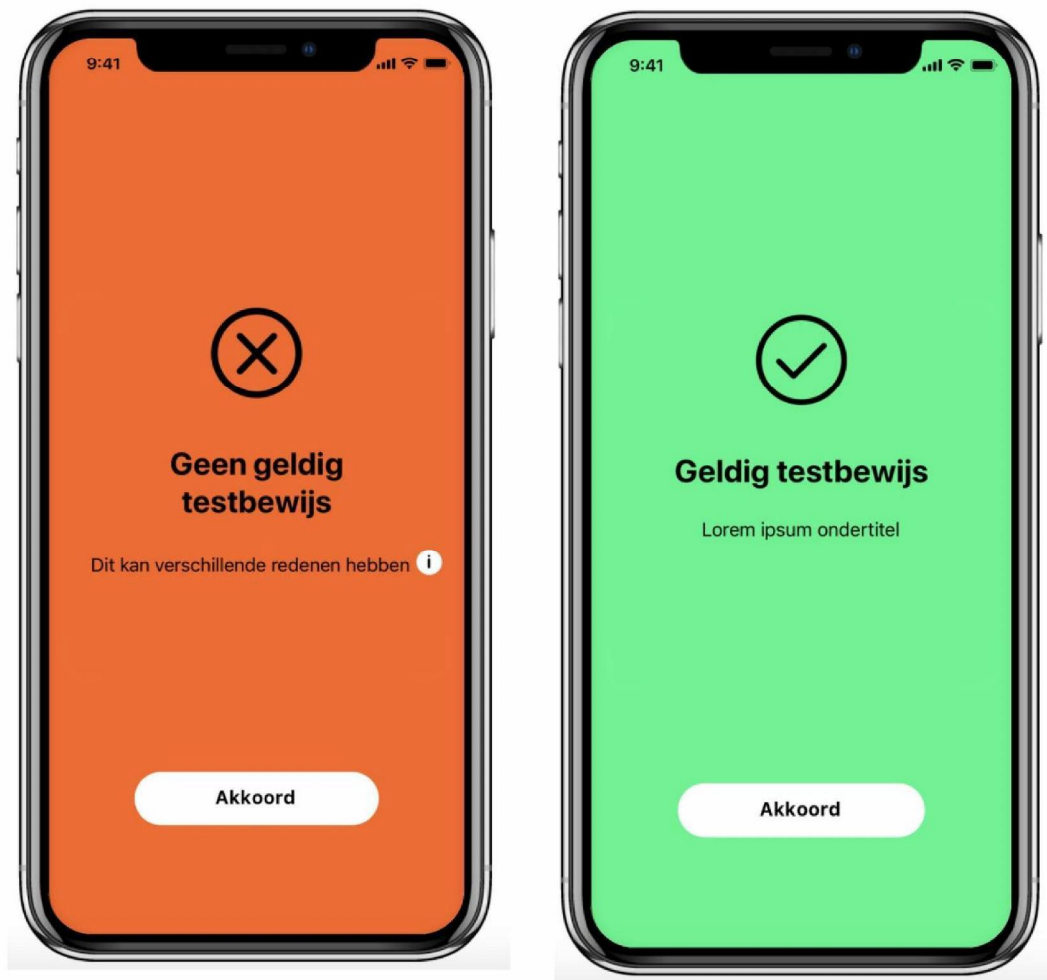 9:41
Geen geldig
testbewijs
Dit kan verschillende redenen hebben i
Akkoord
9:41
Geldig testbewijs
Lorem ipsum ondertitel
Akkoord